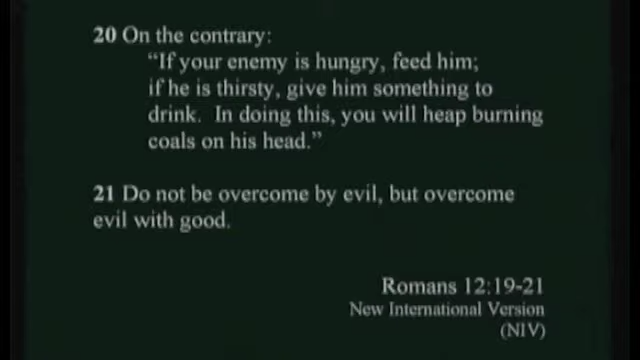 20 On the contrary:
“If your enemy is hungry, feed him;
if he is thirsty, give him something to
drink. In doing this, you will heap burning
coals on his head.”
21 Do not be overcome by evil, but overcome
evil with good.
Romans 12:19-21
New International Version
(NIV)